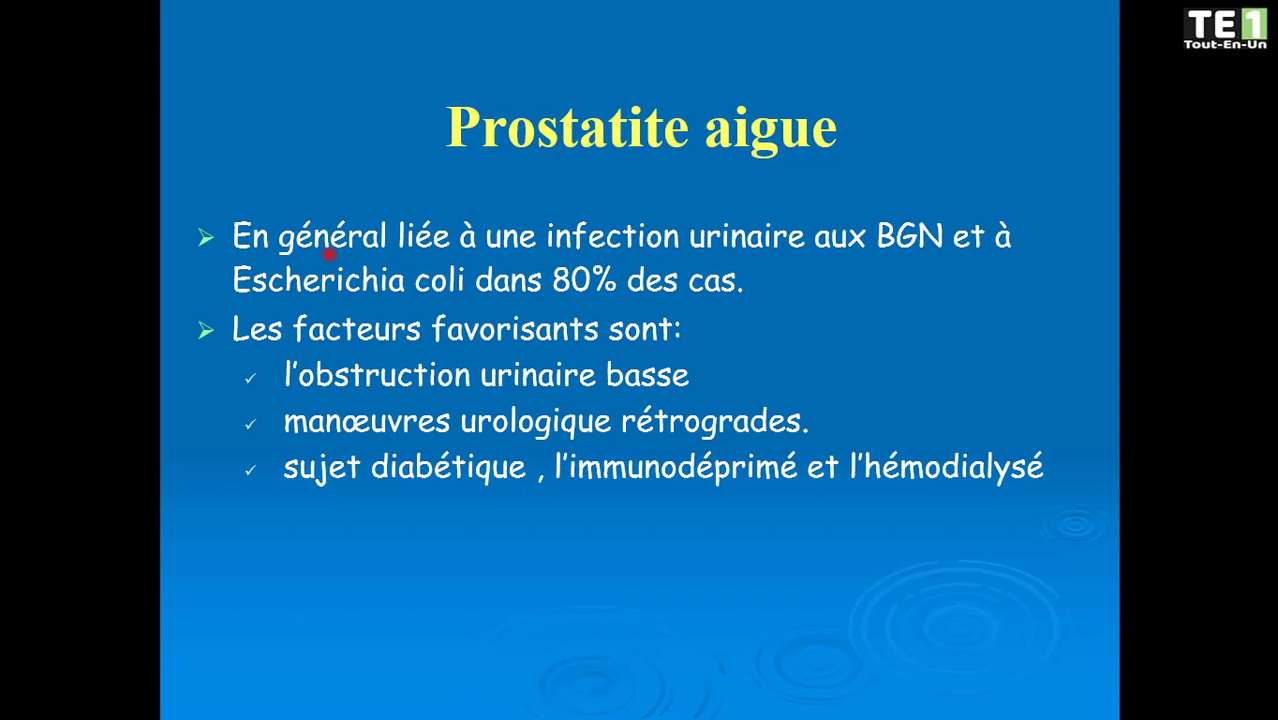 TE1
Tout-En-Un
Prostatite aigue
En général liée à une infection urinaire aux BGN et à
Escherichia coli dans 80% des cas.
Les facteurs favorisants sont:
l'obstruction urinaire basse
manœuvres urologique rétrogrades.
sujet diabétique , l'immunodéprimé et l'hémodialysé